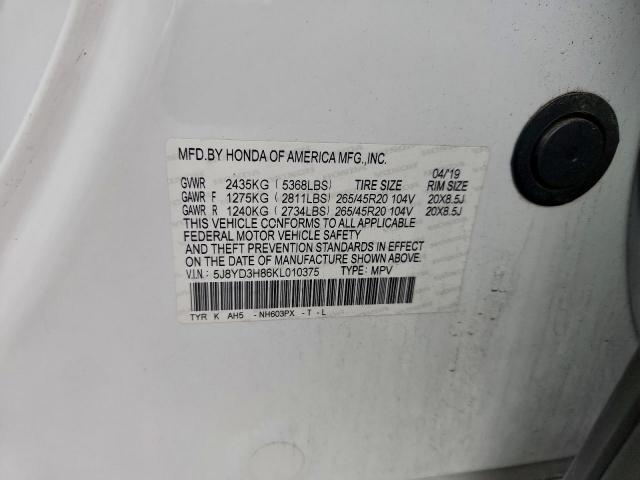 MFD.BY HONDA OF AMERICA MFG.,INC. 04/19
GVWR 2435KG ( 5368LBS) TIRE SIZE RIM SIZE
GAWR F 1275KG ( 2811LBS) 265/45R20 104V 20X8.5J
GAWR R 1240KG ( 2734LBS) 265/45R20 104V 20X8.5J
THIS VEHICLE CONFORMS TO ALL APPLICABLE
FEDERAL MOTOR VEHICLE SAFETY
AND THEFT PREVENTION STANDARDS IN EFFECT
ON THE DATE OF MANUFACTURE SHOWN ABOVE.
V.I.N.: 5J8YD3H86KL010375 TYPE: MPV
TYR K AH5 -NH603PX -T -L